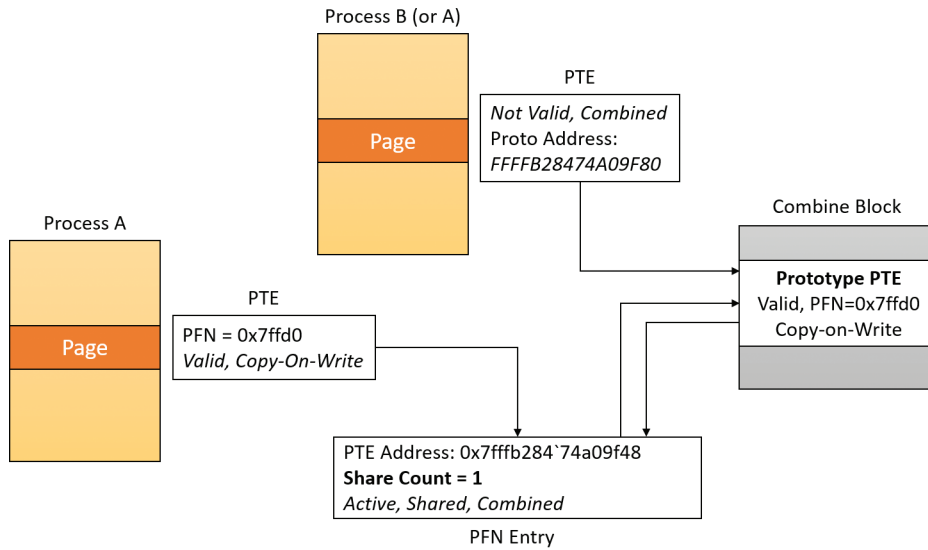 Process B (or A)
PTE
Not Valid, Combined
Proto Address:
FFFFB28474A09F80
Page
Process A
PTE
PFN = 0x7ffd0
Valid, Copy-On-Write
Page
Combine Block
Prototype PTE
Valid, PFN=0x7ffd0
Copy-on-Write
PTE Address: 0x7fffb284`74a09f48
Share Count = 1
Active, Shared, Combined
PFN Entry